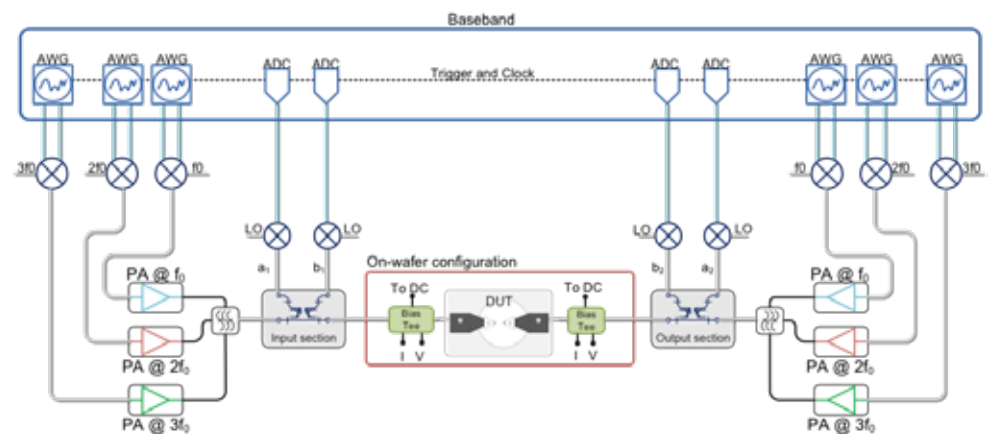 Baseband
AWG AWG AWG ADC ADC Trigger and Clock ADC ADC AWG AWG AWG
3f0 2f0 f0 f0 2f0 3f0
LO LO LO LO
a₁ b₁ b₂ a₂
On-wafer configuration
PA @ f₀ To DC DUT To DC PA @ f₀
Bias Tee Bias Tee
Input section Output section
I V I V
PA @ 2f₀ PA @ 2f₀
PA @ 3f₀ PA @ 3f₀